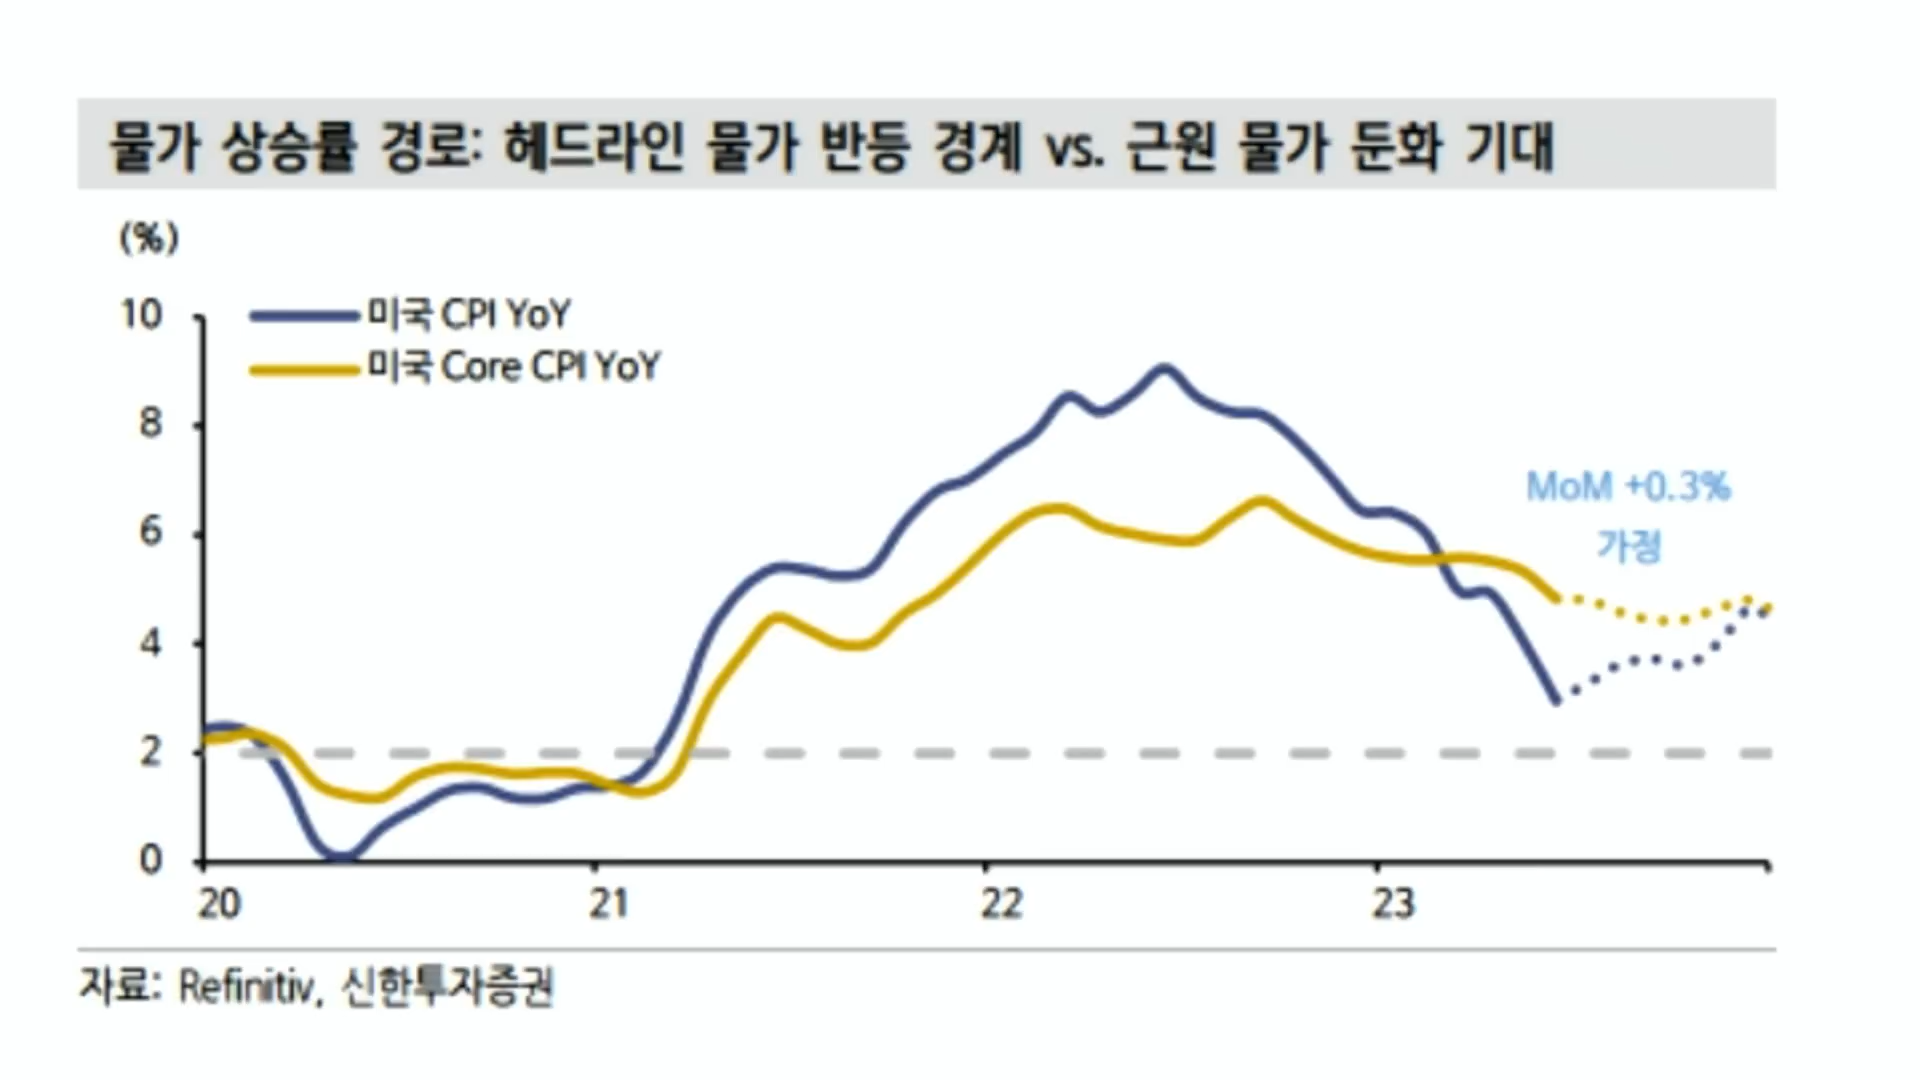 물가 상승률 경로: 헤드라인 물가 반등 경계 vs. 근원 물가 둔화 기대
(%)
10
미국 CPI YoY
미국 Core CPI YoY
8
MoM +0.3%
6
가정
4
2
0
20
21
22
23
자료: Refinitiv, 신한투자증권